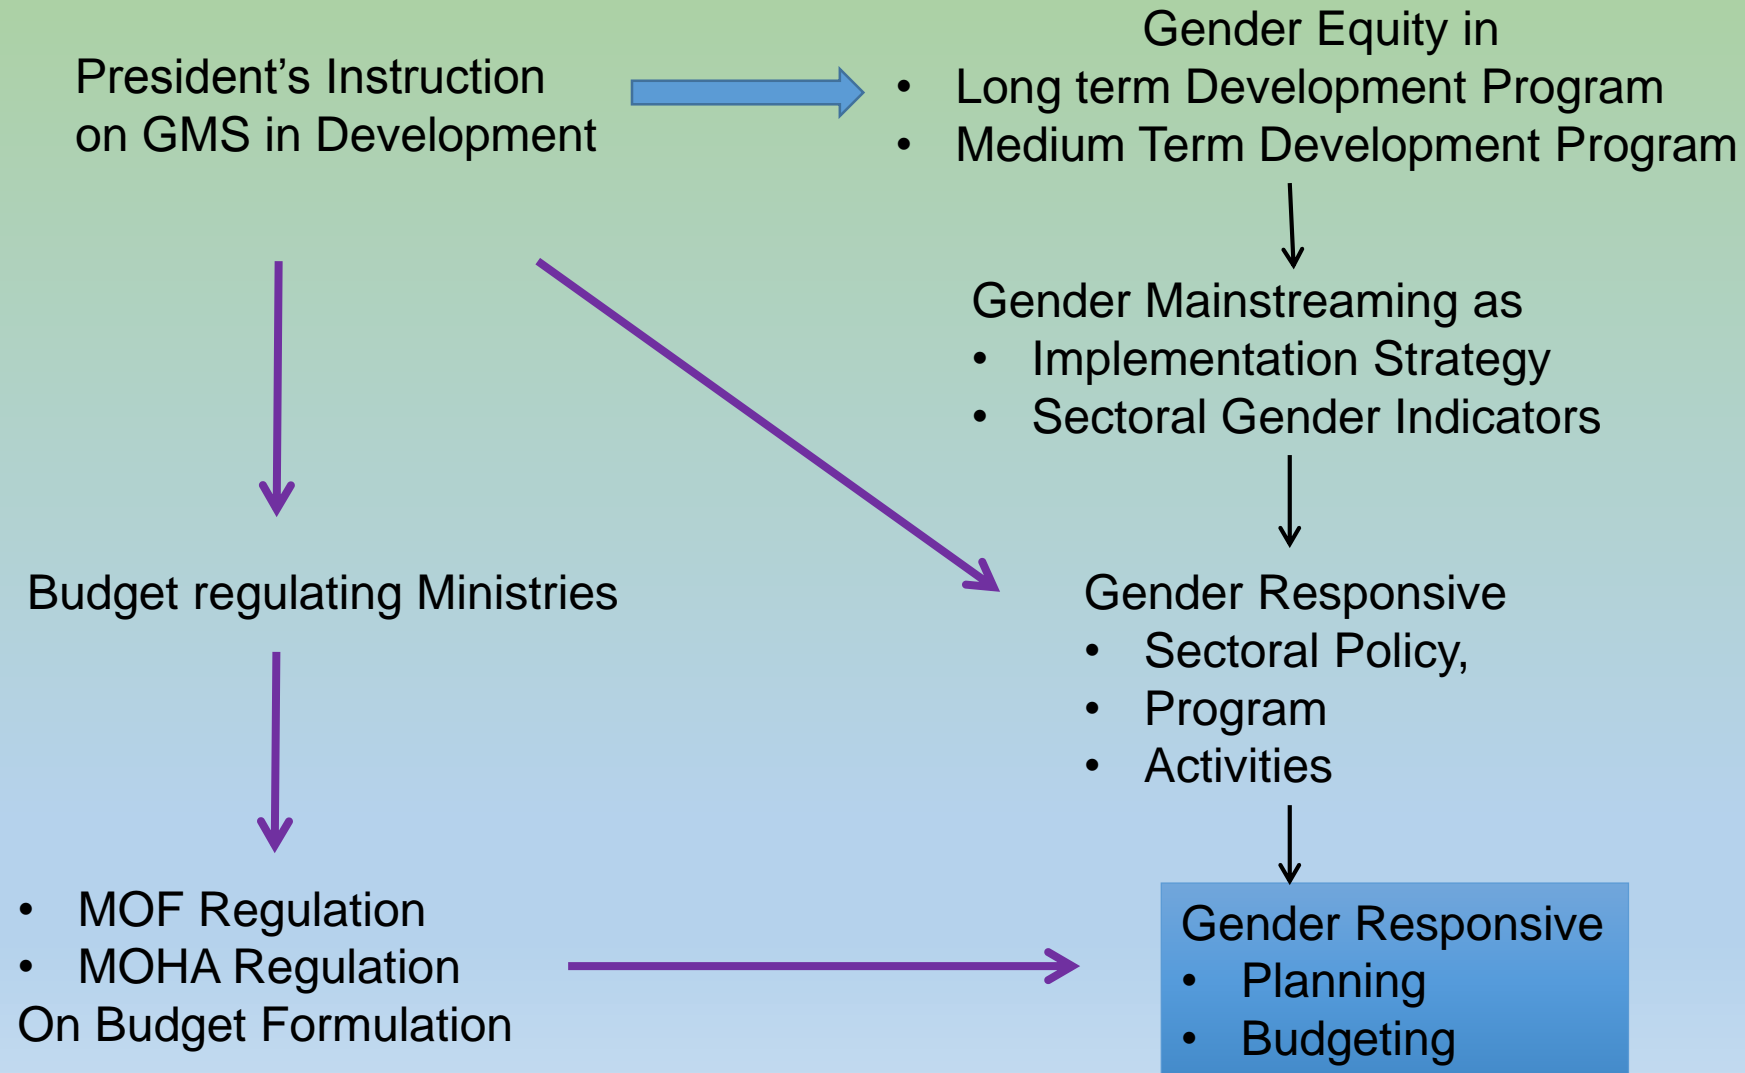 President's Instruction
on GMS in Development
Gender Equity in
• Long term Development Program
• Medium Term Development Program
Gender Mainstreaming as
• Implementation Strategy
• Sectoral Gender Indicators
Budget regulating Ministries
Gender Responsive
• Sectoral Policy,
• Program
• Activities
• MOF Regulation
• MOHA Regulation
On Budget Formulation
Gender Responsive
• Planning
• Budgeting